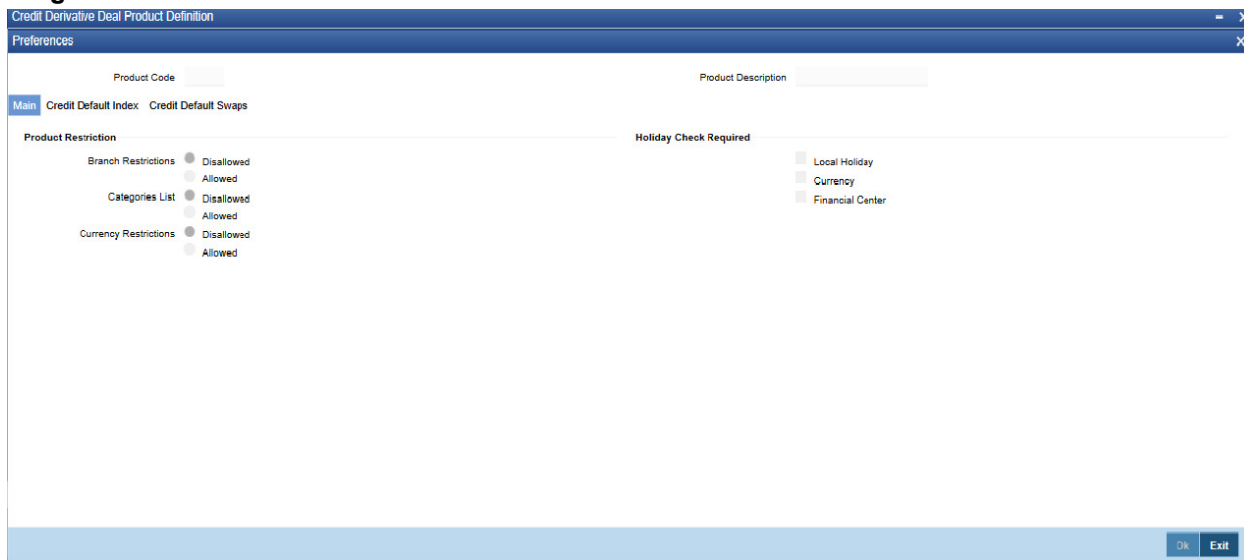 Credit Derivative Deal Product Definition
Preferences
Product Code
Product Description
Main Credit Default Index Credit Default Swaps
Product Restriction
Holiday Check Required
Branch Restrictions Disallowed
Local Holiday
Allowed
Currency
Categories List Disallowed
Financial Center
Allowed
Currency Restrictions Disallowed
Allowed
Ok Exit